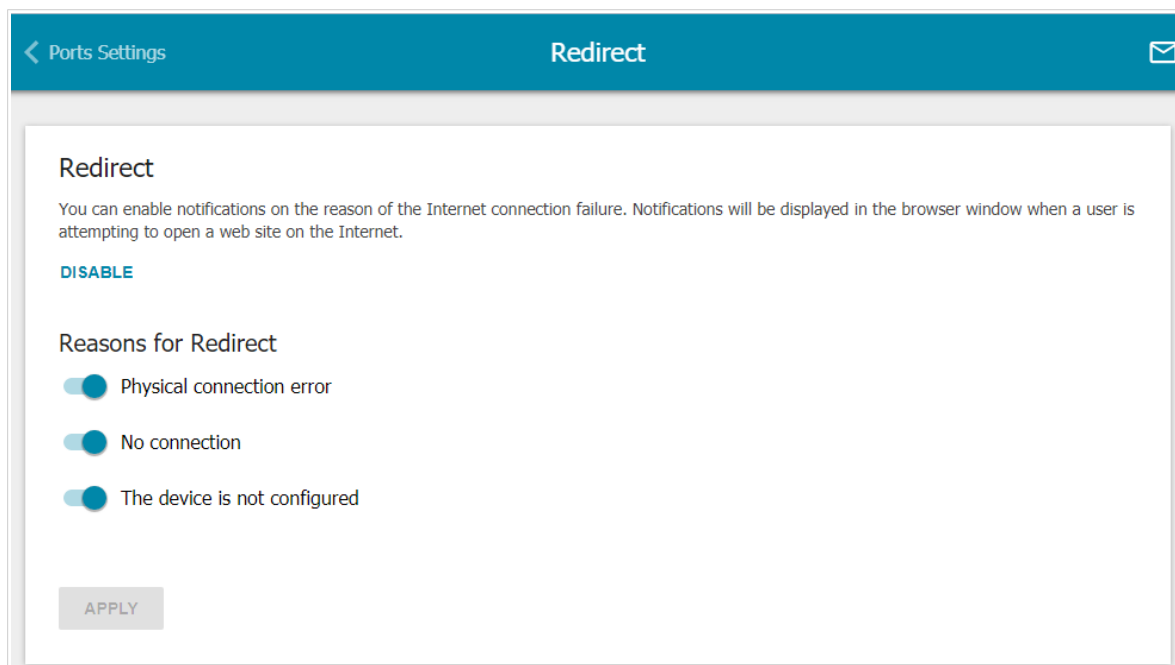 Ports Settings
Redirect
Redirect
You can enable notifications on the reason of the Internet connection failure. Notifications will be displayed in the browser window when a user is
attempting to open a web site on the Internet.
DISABLE
Reasons for Redirect
Physical connection error
No connection
The device is not configured
APPLY